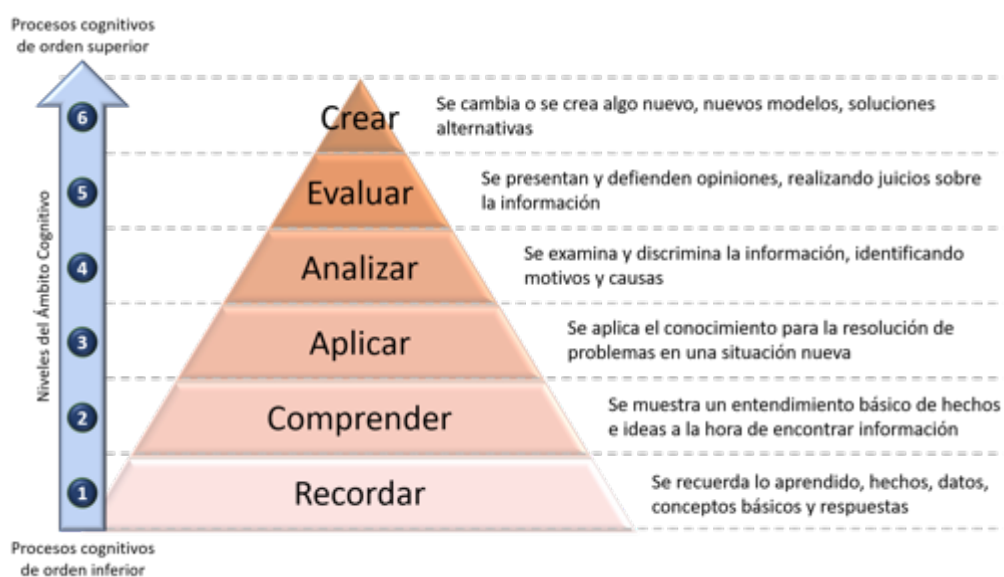 Procesos cognitivos
de orden superior
6
Crear
Se cambia o se crea algo nuevo, nuevos modelos, soluciones
alternativas
5
Evaluar
Se presentan y defienden opiniones, realizando juicios sobre
la información
4
Analizar
Se examina y discrimina la información, identificando
motivos y causas
3
Aplicar
Se aplica el conocimiento para la resolución de
problemas en una situación nueva
2
Comprender
Se muestra un entendimiento básico de hechos
e ideas a la hora de encontrar información
1
Recordar
Se recuerda lo aprendido, hechos, datos,
conceptos básicos y respuestas
Niveles del Ámbito Cognitivo
Procesos cognitivos
de orden inferior